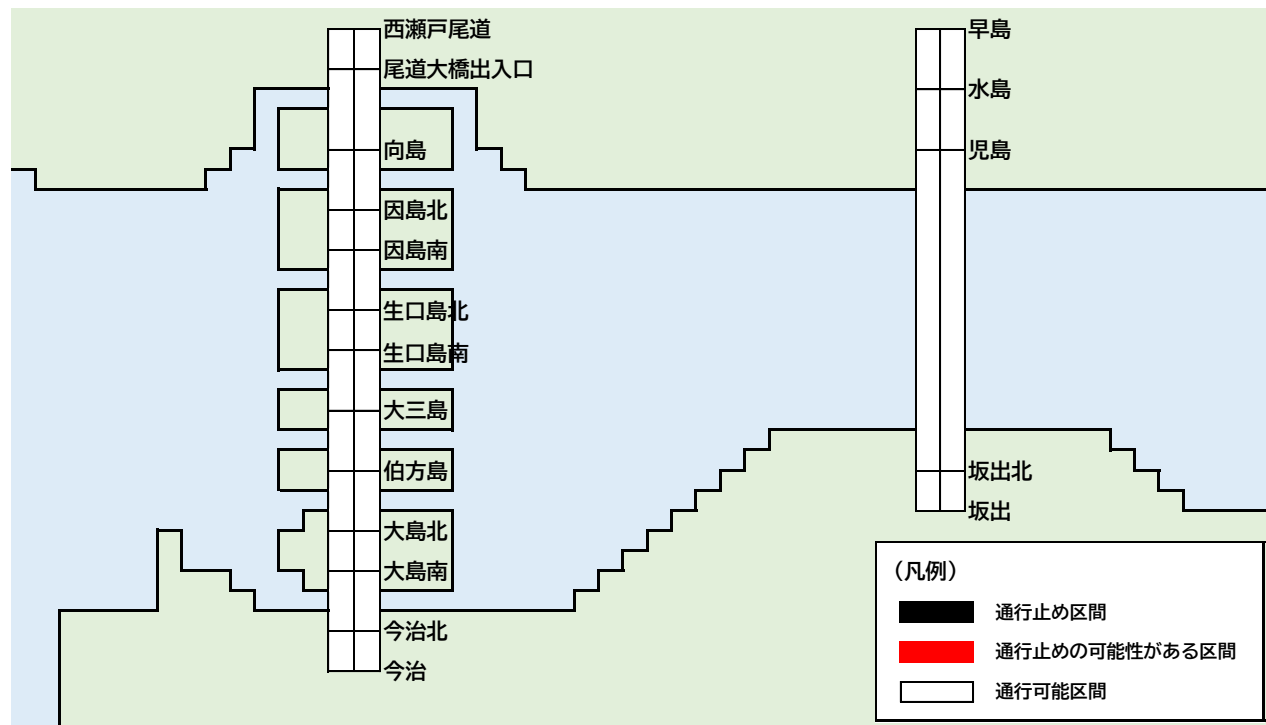 西瀬戸尾道
尾道大橋出入口
向島
因島北
因島南
生口島北
生口島南
大三島
伯方島
大島北
大島南
今治北
今治
早島
水島
児島
坂出北
坂出
（凡例）
通行止め区間
通行止めの可能性がある区間
通行可能区間